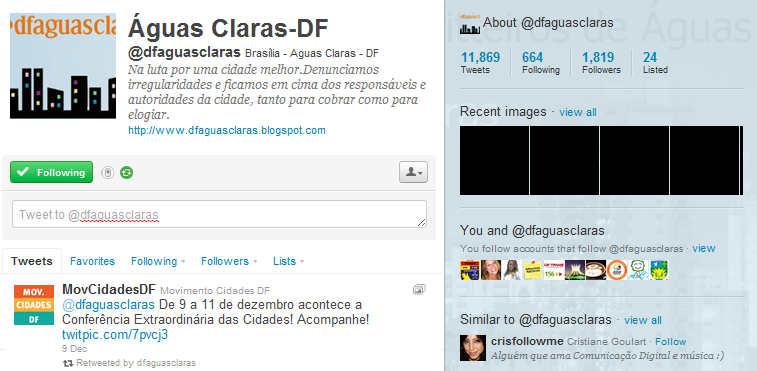 dfaguasclaras
Águas Claras-DF
@dfaguasclaras Brasília - Aguas Claras - DF
Na luta por uma cidade melhor.Denunciamos
irregularidades e ficamos em cima dos responsáveis e
autoridades da cidade, tanto para cobrar como para
elogiar.
http://www.dfaguasclaras.blogspot.com
Following
Tweet to @dfaguasclaras
Tweets Favorites Following Followers Lists
MOV.
CIDADES
DF
MovCidadesDF Movimento Cidades DF
@dfaguasclaras De 9 a 11 de dezembro acontece a
Conferência Extraordinária das Cidades! Acompanhe!
twitpic.com/7pvcj3
9 Dec
Retweeted by dfaguasclaras
About @dfaguasclaras
11,869 664 1,819 24
Tweets Following Followers Listed
Recent images · view all
You and @dfaguasclaras
You follow accounts that follow @dfaguasclaras · view
156
Similar to @dfaguasclaras · view all
crisfollowme Cristiane Goulart · Follow
Alguém que ama Comunicação Digital e música :)